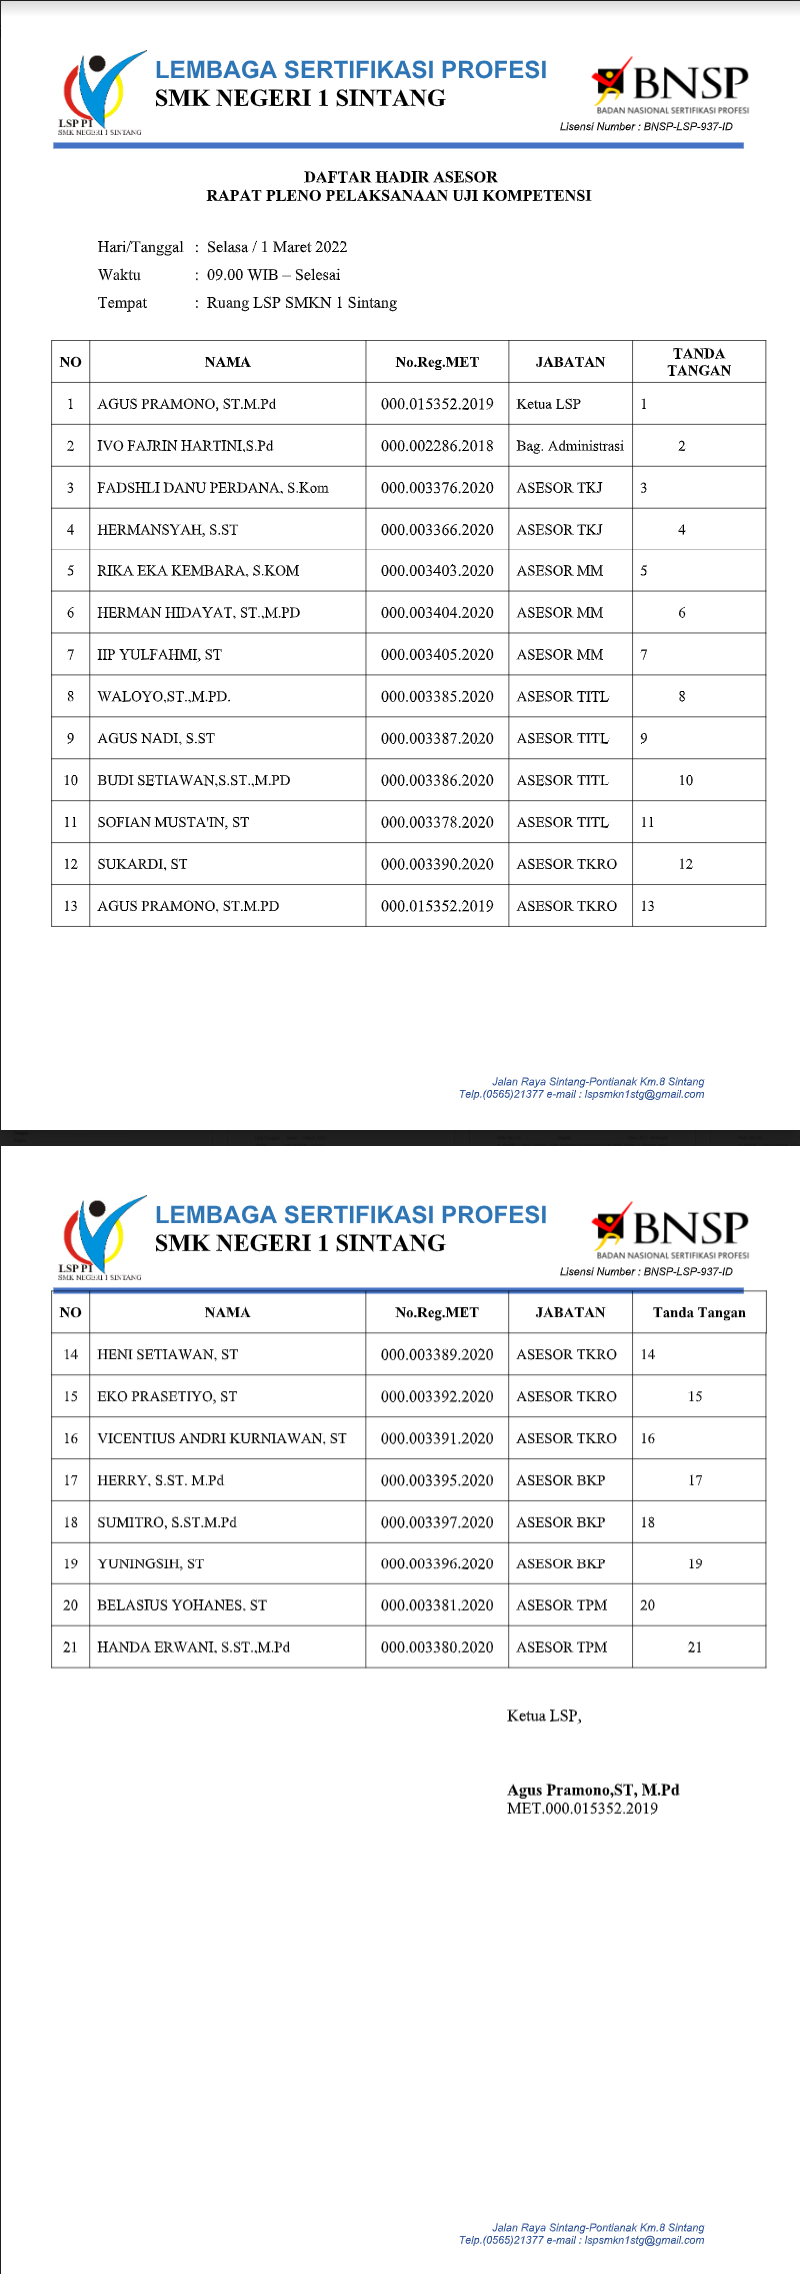 LSP P1
SMK NEGERI 1 SINTANG
LEMBAGA SERTIFIKASI PROFESI
SMK NEGERI 1 SINTANG
BNSP
BADAN NASIONAL SERTIFIKASI PROFESI
Lisensi Number : BNSP-LSP-937-ID
DAFTAR HADIR ASESOR
RAPAT PLENO PELAKSANAAN UJI KOMPETENSI
Hari/Tanggal : Selasa / 1 Maret 2022
Waktu : 09.00 WIB – Selesai
Tempat : Ruang LSP SMKN 1 Sintang
NO NAMA No.Reg.MET JABATAN TANDA TANGAN
1 AGUS PRAMONO, ST.M.Pd 000.015352.2019 Ketua LSP 1
2 IVO FAJRIN HARTINI,S.Pd 000.002286.2018 Bag. Administrasi 2
3 FADSHLI DANU PERDANA, S.Kom 000.003376.2020 ASESOR TKJ 3
4 HERMANSYAH, S.ST 000.003366.2020 ASESOR TKJ 4
5 RIKA EKA KEMBARA, S.KOM 000.003403.2020 ASESOR MM 5
6 HERMAN HIDAYAT, ST.,M.PD 000.003404.2020 ASESOR MM 6
7 IIP YULFAHMI, ST 000.003405.2020 ASESOR MM 7
8 WALOYO,ST.,M.PD. 000.003385.2020 ASESOR TITL 8
9 AGUS NADI, S.ST 000.003387.2020 ASESOR TITL 9
10 BUDI SETIAWAN,S.ST.,M.PD 000.003386.2020 ASESOR TITL 10
11 SOFIAN MUSTA'IN, ST 000.003378.2020 ASESOR TITL 11
12 SUKARDI, ST 000.003390.2020 ASESOR TKRO 12
13 AGUS PRAMONO, ST.M.PD 000.015352.2019 ASESOR TKRO 13
Jalan Raya Sintang-Pontianak Km.8 Sintang
Telp.(0565)21377 e-mail : lspsmkn1stg@gmail.com
LSP P1
SMK NEGERI 1 SINTANG
LEMBAGA SERTIFIKASI PROFESI
SMK NEGERI 1 SINTANG
BNSP
BADAN NASIONAL SERTIFIKASI PROFESI
Lisensi Number : BNSP-LSP-937-ID
NO NAMA No.Reg.MET JABATAN Tanda Tangan
14 HENI SETIAWAN, ST 000.003389.2020 ASESOR TKRO 14
15 EKO PRASETIYO, ST 000.003392.2020 ASESOR TKRO 15
16 VICENTIUS ANDRI KURNIAWAN, ST 000.003391.2020 ASESOR TKRO 16
17 HERRY, S.ST. M.Pd 000.003395.2020 ASESOR BKP 17
18 SUMITRO, S.ST.M.Pd 000.003397.2020 ASESOR BKP 18
19 YUNINGSIH, ST 000.003396.2020 ASESOR BKP 19
20 BELASIUS YOHANES, ST 000.003381.2020 ASESOR TPM 20
21 HANDA ERWANI, S.ST.,M.Pd 000.003380.2020 ASESOR TPM 21
Ketua LSP,
Agus Pramono,ST, M.Pd
MET.000.015352.2019
Jalan Raya Sintang-Pontianak Km.8 Sintang
Telp.(0565)21377 e-mail : lspsmkn1stg@gmail.com